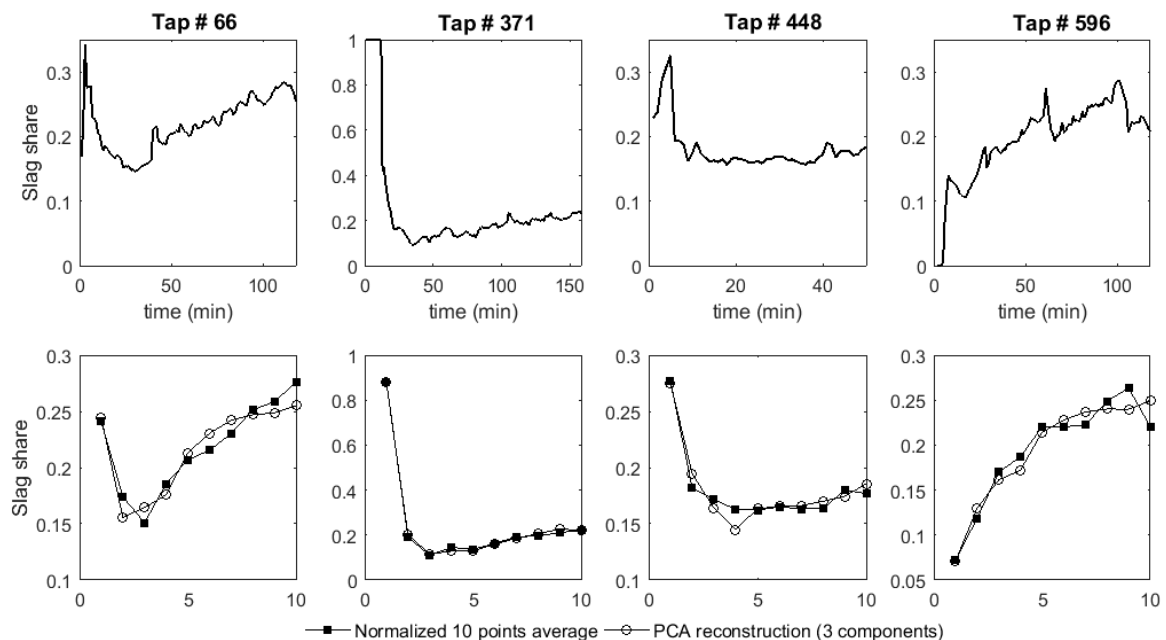 Tap # 66
Tap # 371
Tap # 448
Tap # 596
Slag share
0.3
0.2
0.1
0
0 50 100
time (min)
1
0.8
0.6
0.4
0.2
0
0 50 100 150
time (min)
0.3
0.2
0.1
0
0 20 40
time (min)
0.3
0.2
0.1
0
0 50 100
time (min)
Slag share
0.3
0.25
0.2
0.15
0.1
0 5 10
1
0.8
0.6
0.4
0.2
0
0 5 10
0.3
0.25
0.2
0.15
0.1
0 5 10
0.3
0.25
0.2
0.15
0.1
0.05
0 5 10
Normalized 10 points average
PCA reconstruction (3 components)